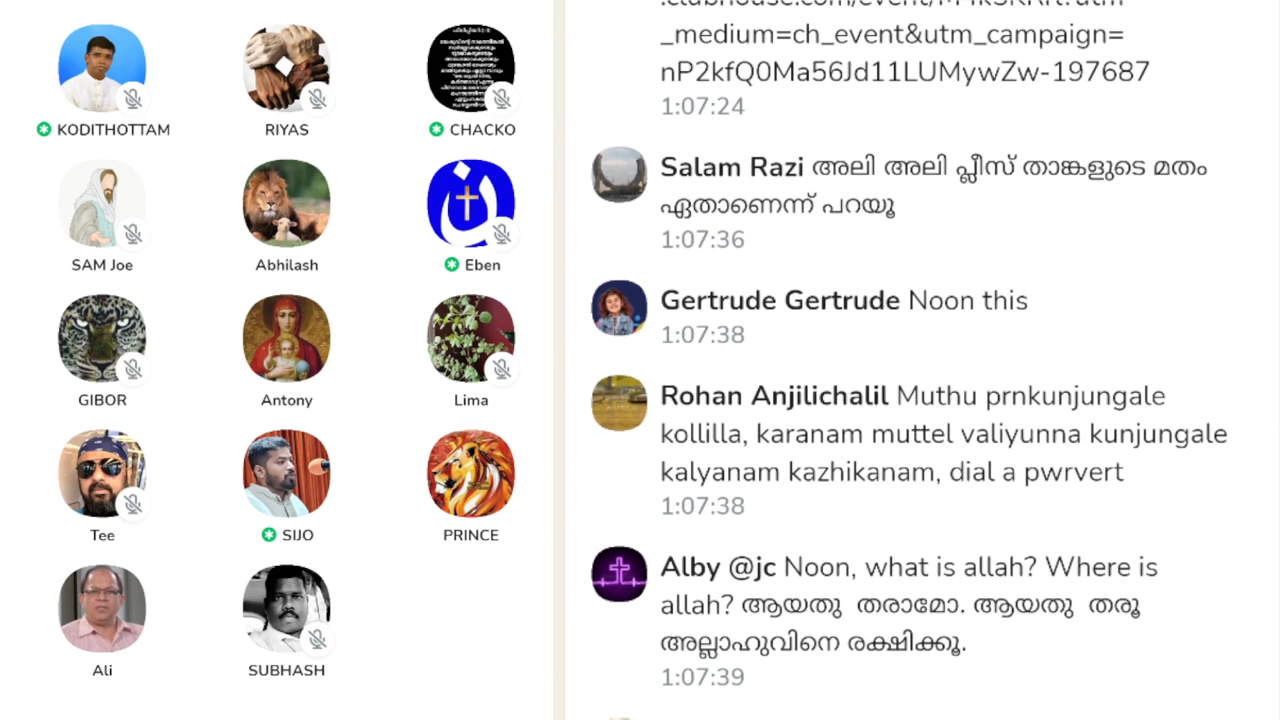 KODITHOTTAM
RIYAS
CHACKO
SAM Joe
Abhilash
Eben
GIBOR
Antony
Lima
Tee
SIJO
PRINCE
Ali
SUBHASH
_medium=ch_event&utm_campaign=
nP2kfQ0Ma56Jd11LUMywZw-197687
1:07:24
Salam Razi അലി അലി പ്ലീസ് താങ്കളുടെ മതം
ഏതാണെന്ന് പറയൂ
1:07:36
Gertrude Gertrude Noon this
1:07:38
Rohan Anjilichalil Muthu prnkunjungale
kollilla, karanam muttel valiyunna kunjungale
kalyanam kazhikanam, dial a pwrvert
1:07:38
Alby @jc Noon, what is allah? Where is
allah? ആയതു തരാമോ. ആയതു തരൂ
അല്ലാഹുവിനെ രക്ഷിക്കൂ.
1:07:39